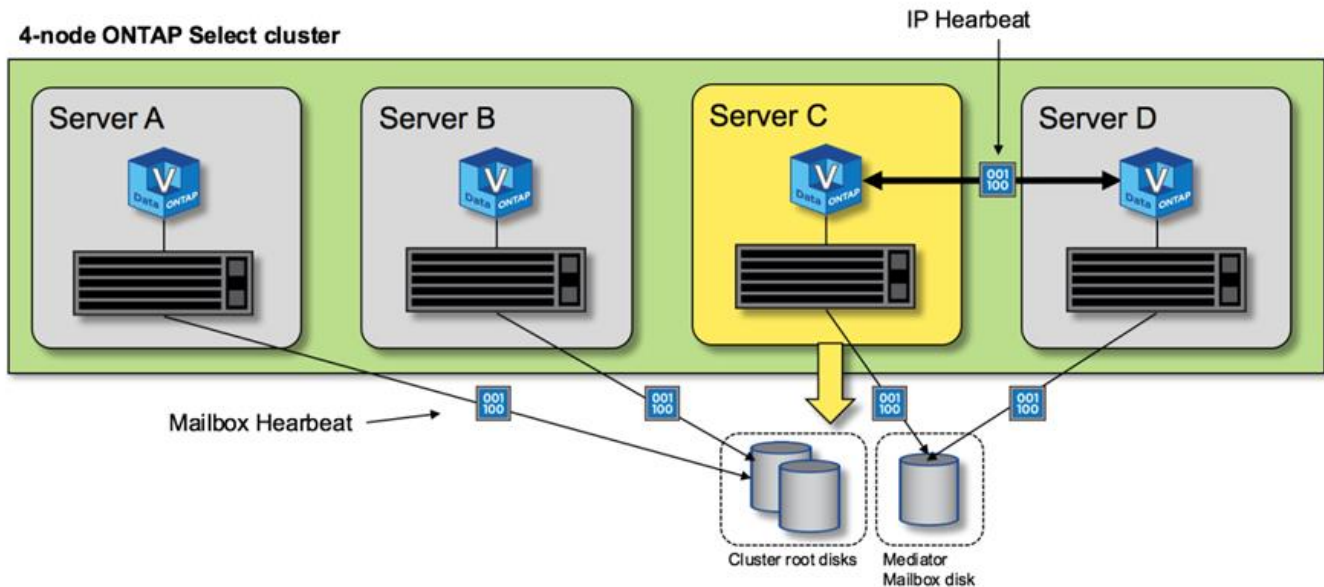 IP Hearbeat
4-node ONTAP Select cluster
Server A
Server B
Server C
Server D
V
Data ONTAP
V
Data ONTAP
V
Data ONTAP
V
Data ONTAP
001
100
Mailbox Hearbeat
001
100
001
100
001
100
001
100
Cluster root disks
Mediator
Mailbox disk